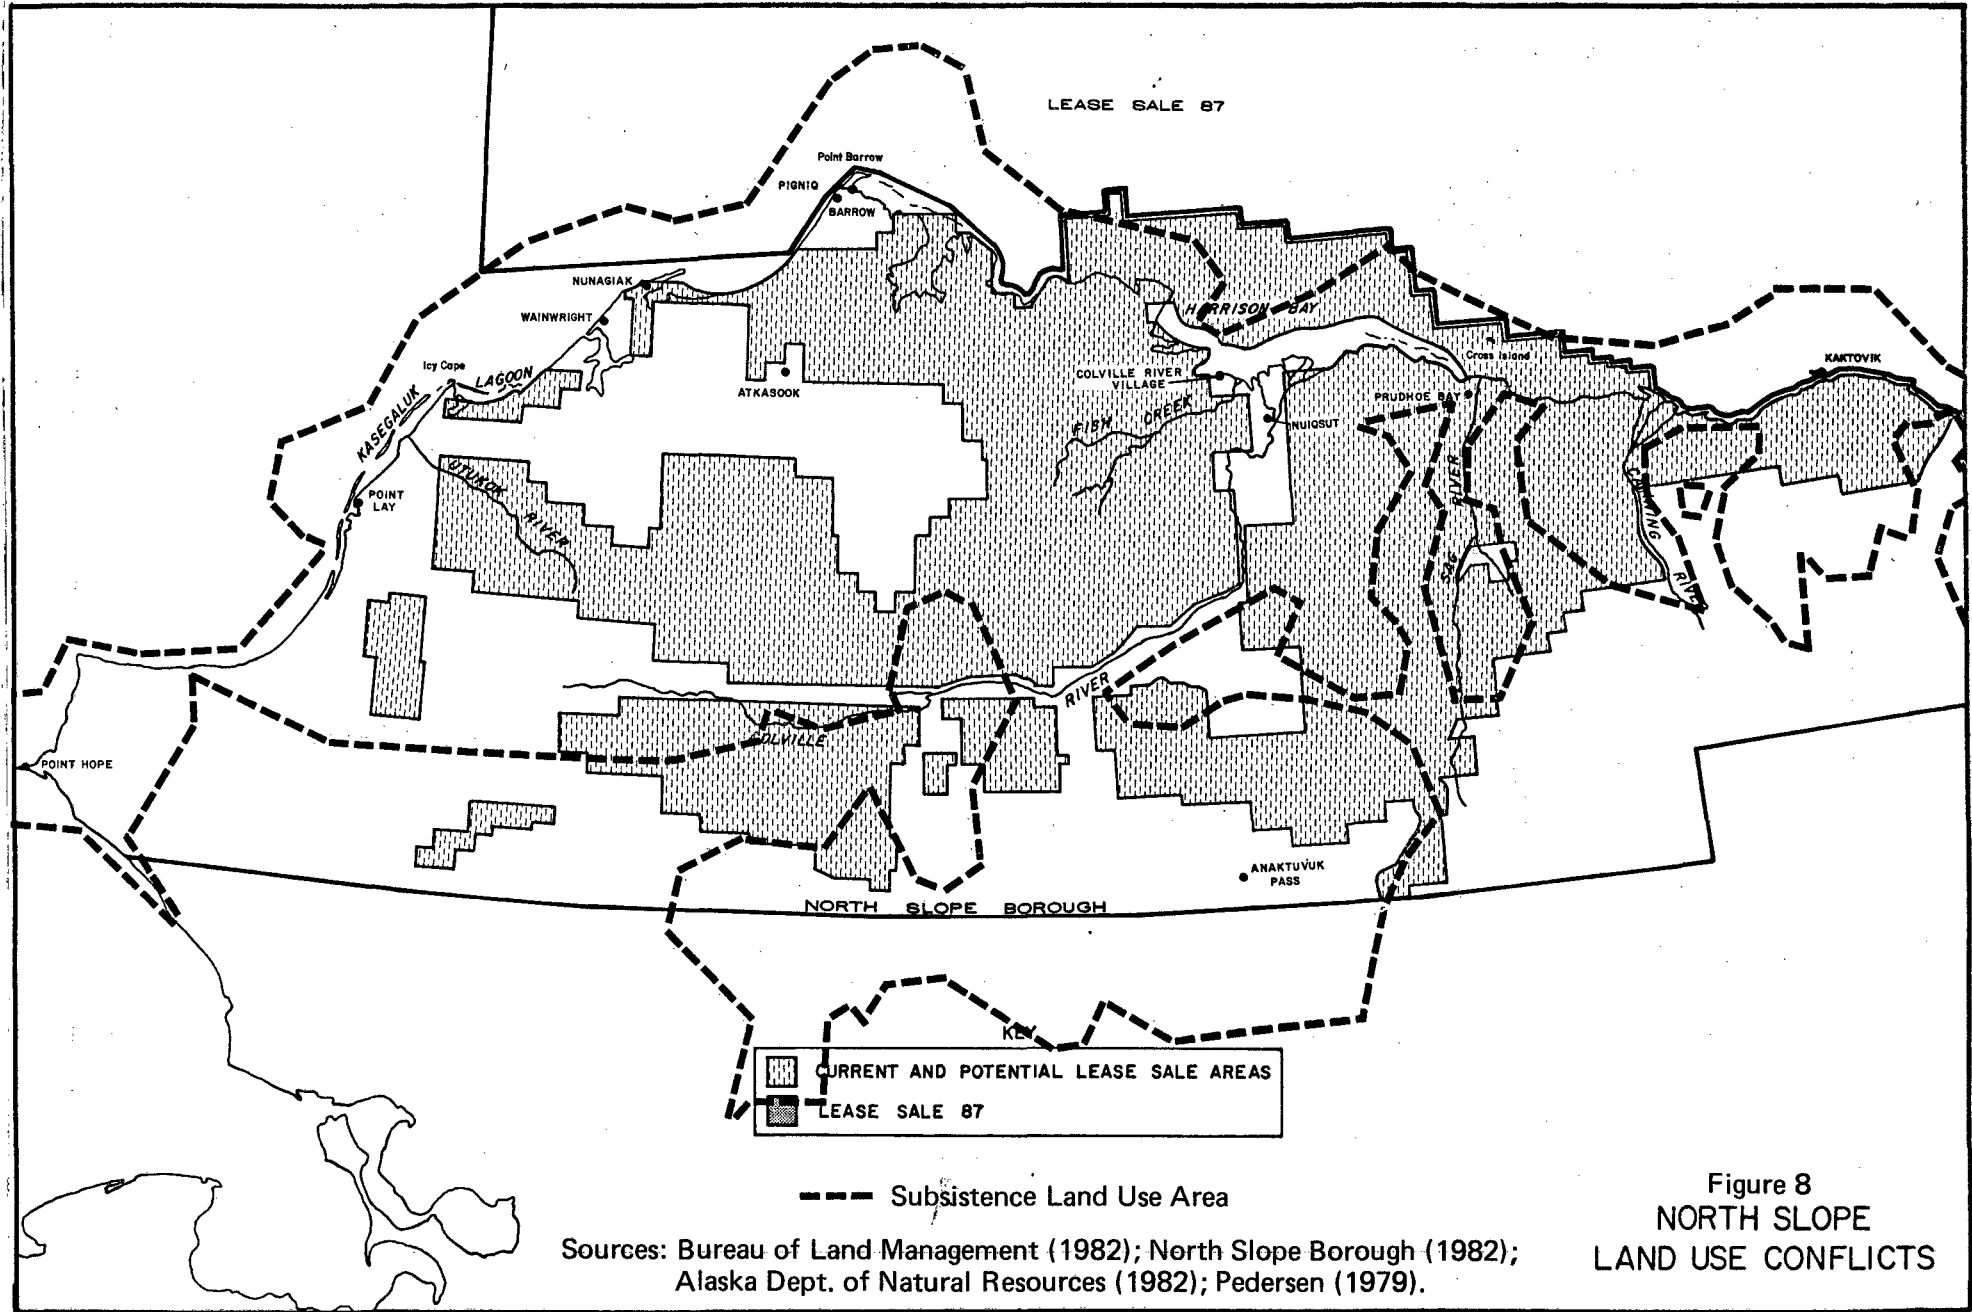 LEASE SALE 87
Point Barrow
PIGNIQ
BARROW
NUNAGIAK
WAINWRIGHT
Icy Cape
LAGOON
KASEGALUK
ATKASOOK
HARRISON BAY
Cross Island
KAKTOVIK
COLVILLE RIVER
VILLAGE
PRUDHOE BAY
FISH CREEK
NUIQSUT
UTUKOK
RIVER
POINT
LAY
SAG
RIVER
CANNING
RIVER
RIVER
COLVILLE
POINT HOPE
ANAKTUVUK
PASS
NORTH SLOPE BOROUGH
KEY
CURRENT AND POTENTIAL LEASE SALE AREAS
LEASE SALE 87
Subsistence Land Use Area
Sources: Bureau of Land Management (1982); North Slope Borough (1982);
Alaska Dept. of Natural Resources (1982); Pedersen (1979).
Figure 8
NORTH SLOPE
LAND USE CONFLICTS